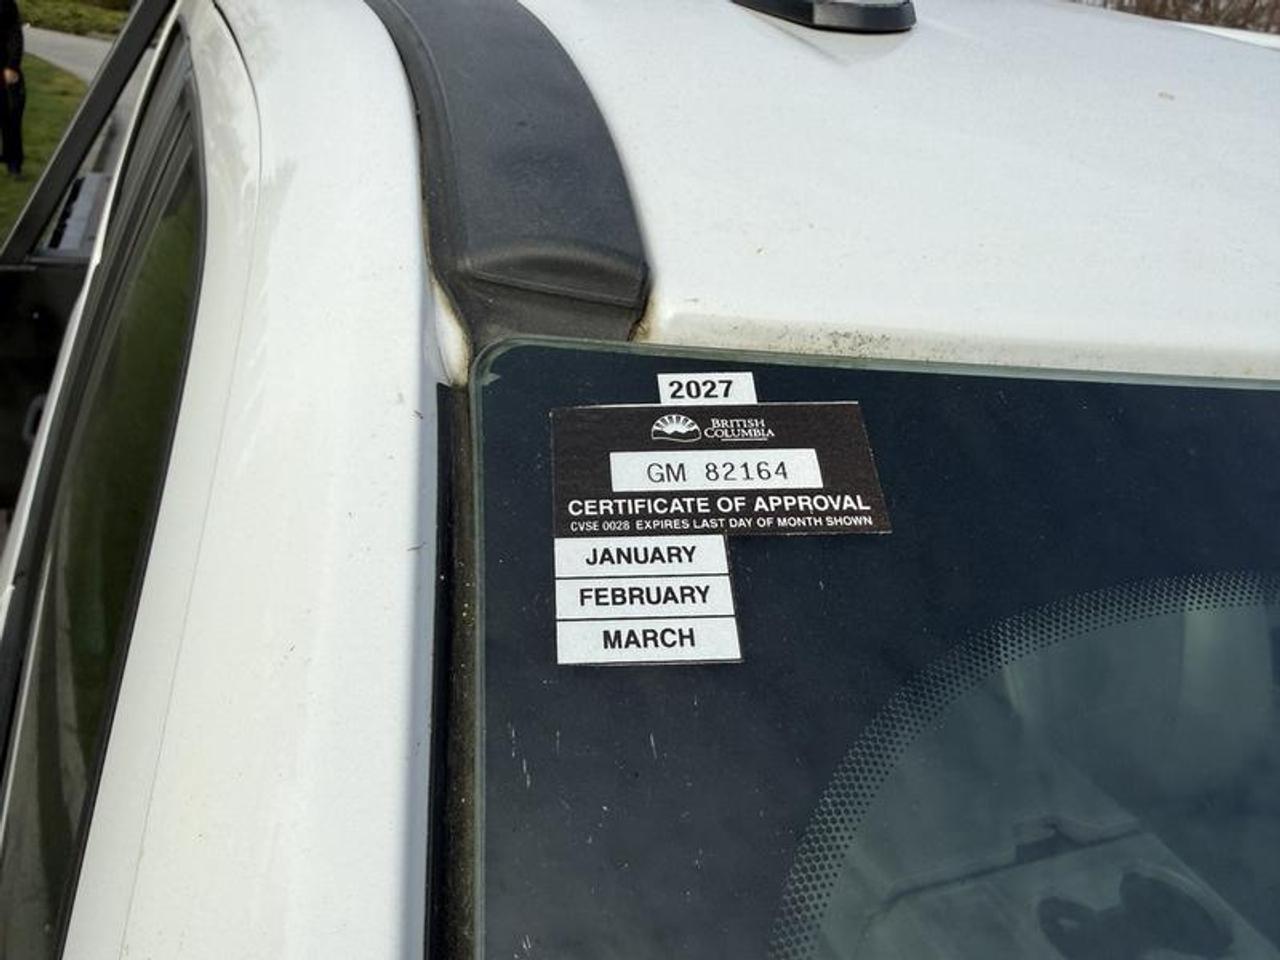 2027
BRITISH
COLUMBIA
GM 82164
CERTIFICATE OF APPROVAL
CVSE 0028 EXPIRES LAST DAY OF MONTH SHOWN
JANUARY
FEBRUARY
MARCH